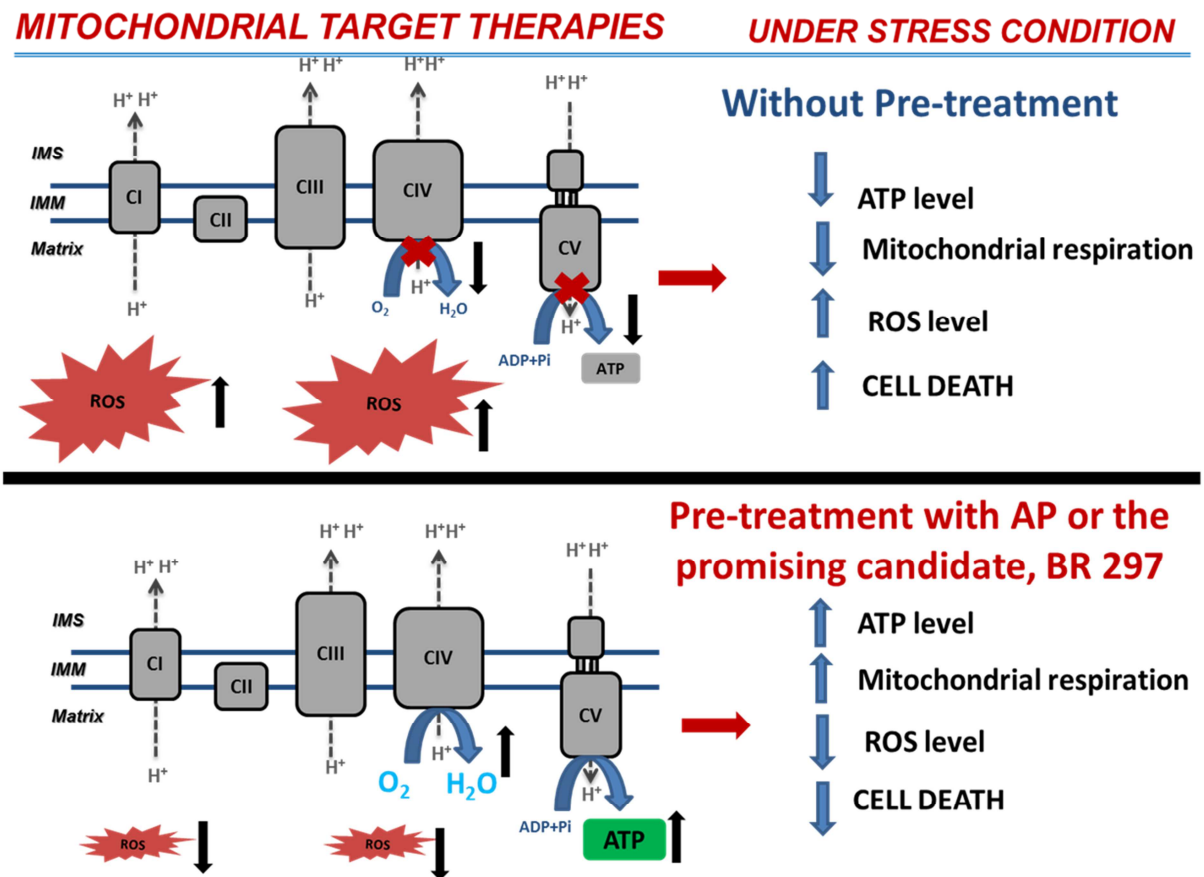 MITOCHONDRIAL TARGET THERAPIES
UNDER STRESS CONDITION
H⁺ H⁺
H⁺ H⁺
H⁺H⁺
H⁺H⁺
IMS
IMM
Matrix
CI
CII
CIII
CIV
CV
H⁺
H⁺
H⁺
H⁺
O₂
H₂O
ADP+Pi
ATP
ROS
ROS
Without Pre-treatment
ATP level
Mitochondrial respiration
ROS level
CELL DEATH
Pre-treatment with AP or the
promising candidate, BR 297
H⁺ H⁺
H⁺ H⁺
H⁺H⁺
H⁺H⁺
IMS
IMM
Matrix
CI
CII
CIII
CIV
CV
H⁺
H⁺
H⁺
H⁺
O₂
H₂O
ADP+Pi
ATP
ROS
ROS
ATP level
Mitochondrial respiration
ROS level
CELL DEATH